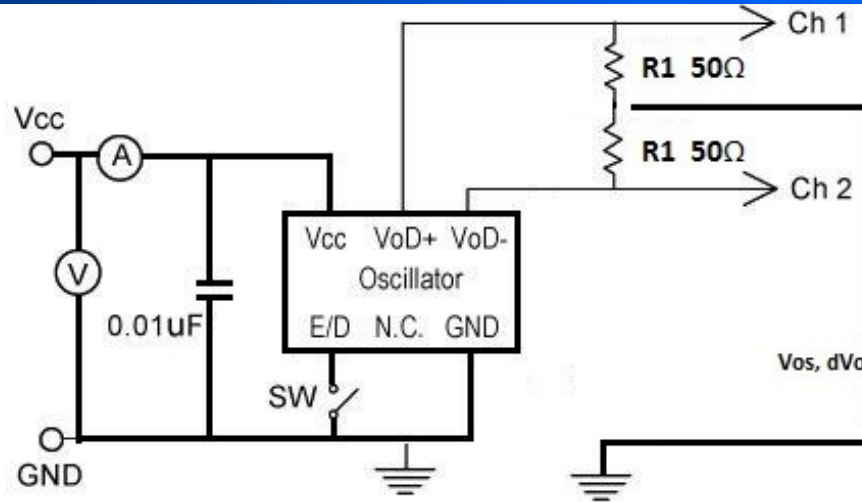 Ch 1
R1 50Ω
Vcc
A
R1 50Ω
Ch 2
Vcc VoD+ VoD-
V
Oscillator
0.01uF
E/D N.C. GND
Vos, dVo
SW
GND